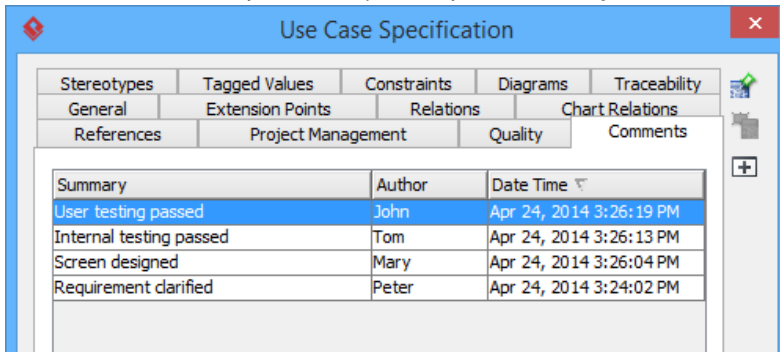 Use Case Specification
Stereotypes Tagged Values Constraints Diagrams Traceability
General Extension Points Relations Chart Relations
References Project Management Quality Comments
Summary Author Date Time
User testing passed John Apr 24, 2014 3:26:19 PM
Internal testing passed Tom Apr 24, 2014 3:26:13 PM
Screen designed Mary Apr 24, 2014 3:26:04 PM
Requirement clarified Peter Apr 24, 2014 3:24:02 PM